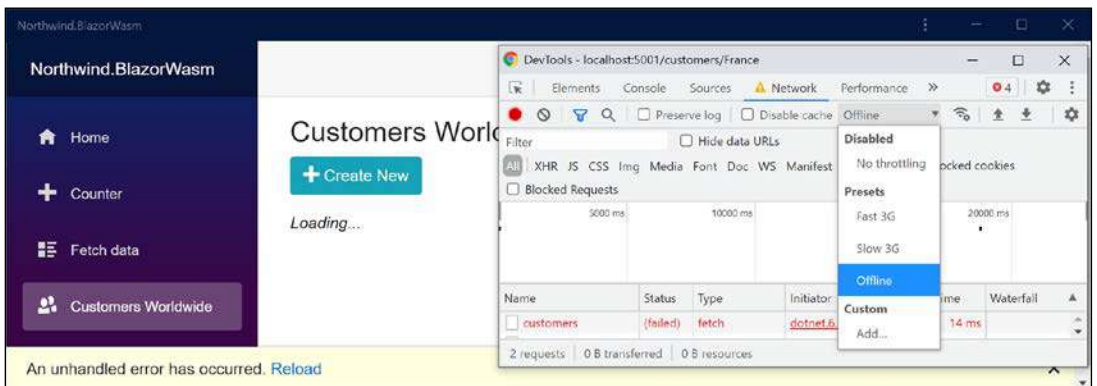 Northwind.BlazorWasm
Northwind.BlazorWasm
Home
Counter
Fetch data
Customers Worldwide
Customers World
Create New
Loading...
An unhandled error has occurred. Reload
DevTools - localhost:5001/customers/France
Elements Console Sources Network Performance » 4
Preserve log Disable cache Offline
Filter Hide data URLs
All XHR JS CSS Img Media Font Doc WS Manifest ocked cookies
Blocked Requests
5000 ms 10000 ms 20000 ms
Disabled
No throttling
Presets
Fast 3G
Slow 3G
Offline
Custom
Add...
Name Status Type Initiator ime Waterfall
customers (failed) fetch dotnet.6. 14 ms
2 requests 0 B transferred 0 B resources